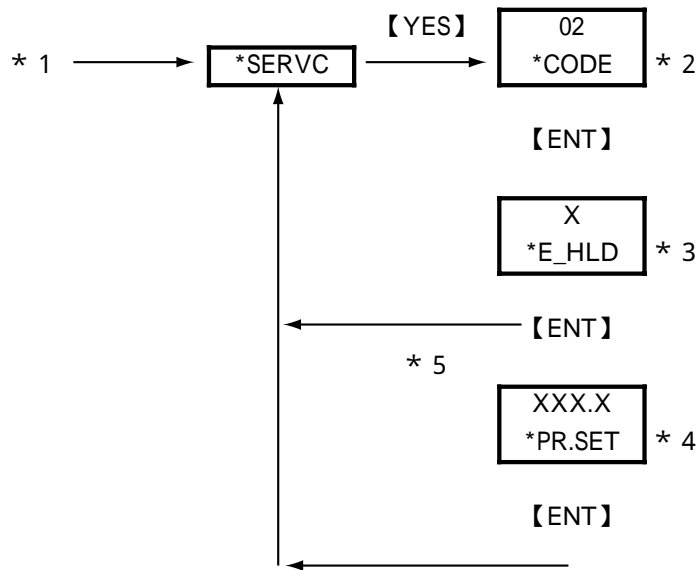 【YES】
02
* 1
*SERVC
*CODE
* 2
【ENT】
X
*E_HLD
* 3
【ENT】
* 5
XXX.X
*PR.SET
* 4
【ENT】